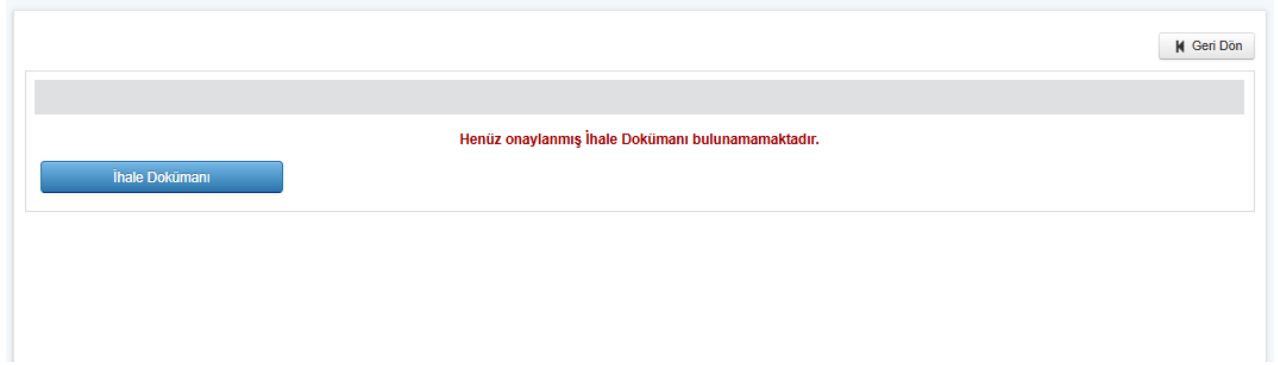 Geri Dön
Henüz onaylanmış İhale Dokümanı bulunamamaktadır.
İhale Dokümanı